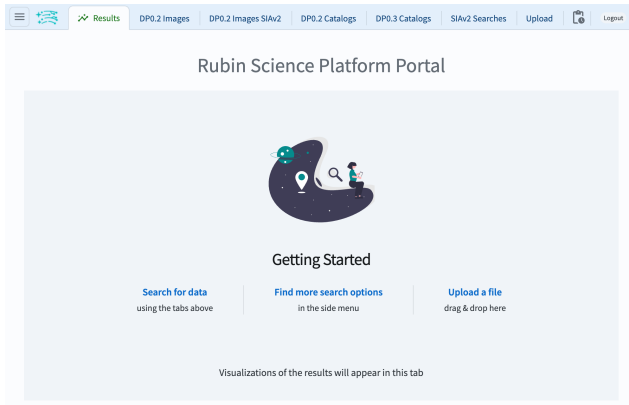 Results DP0.2 Images DP0.2 Images SIAv2 DP0.2 Catalogs DP0.3 Catalogs SIAv2 Searches Upload Logout
Rubin Science Platform Portal
Getting Started
Search for data Find more search options Upload a file
using the tabs above in the side menu drag & drop here
Visualizations of the results will appear in this tab